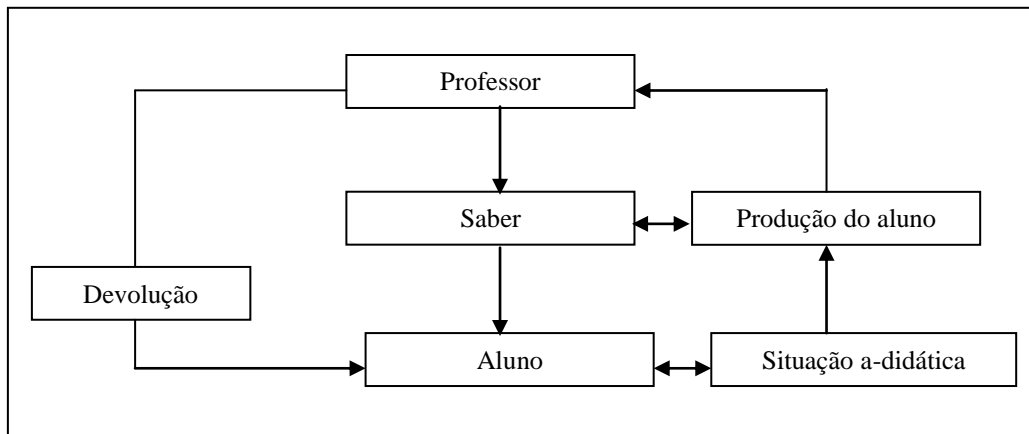 Professor
Saber
Produção do aluno
Devolução
Aluno
Situação a-didática